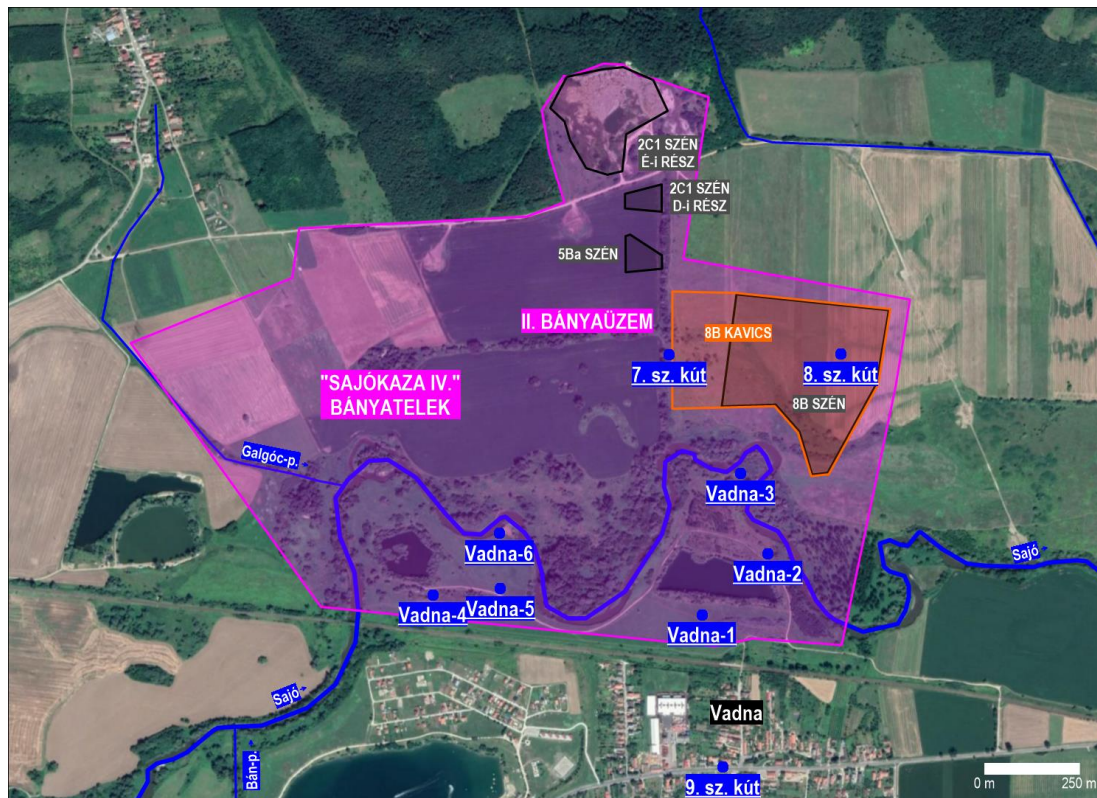 2C1 SZÉN
É-i RÉSZ
2C1 SZÉN
D-i RÉSZ
5Ba SZÉN
II. BÁNYAÜZEM
8B KAVICS
7. sz. kút
8. sz. kút
"SAJÓKAZA IV."
BÁNYATELEK
8B SZÉN
Galgóc-p.
Vadna-3
Vadna-6
Sajó
Vadna-2
Vadna-5
Vadna-4
Vadna-1
Sajó
Vadna
Bán-p.
9. sz. kút
0 m
250 m